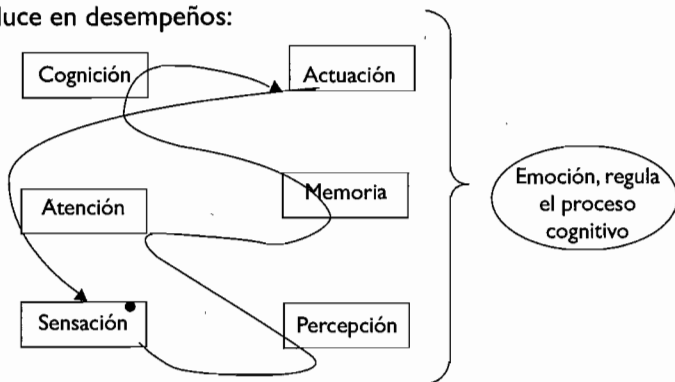 luce en desempeños:
Cognición
Actuación
Atención
Memoria
Sensación
Percepción
Emoción, regula
el proceso
cognitivo